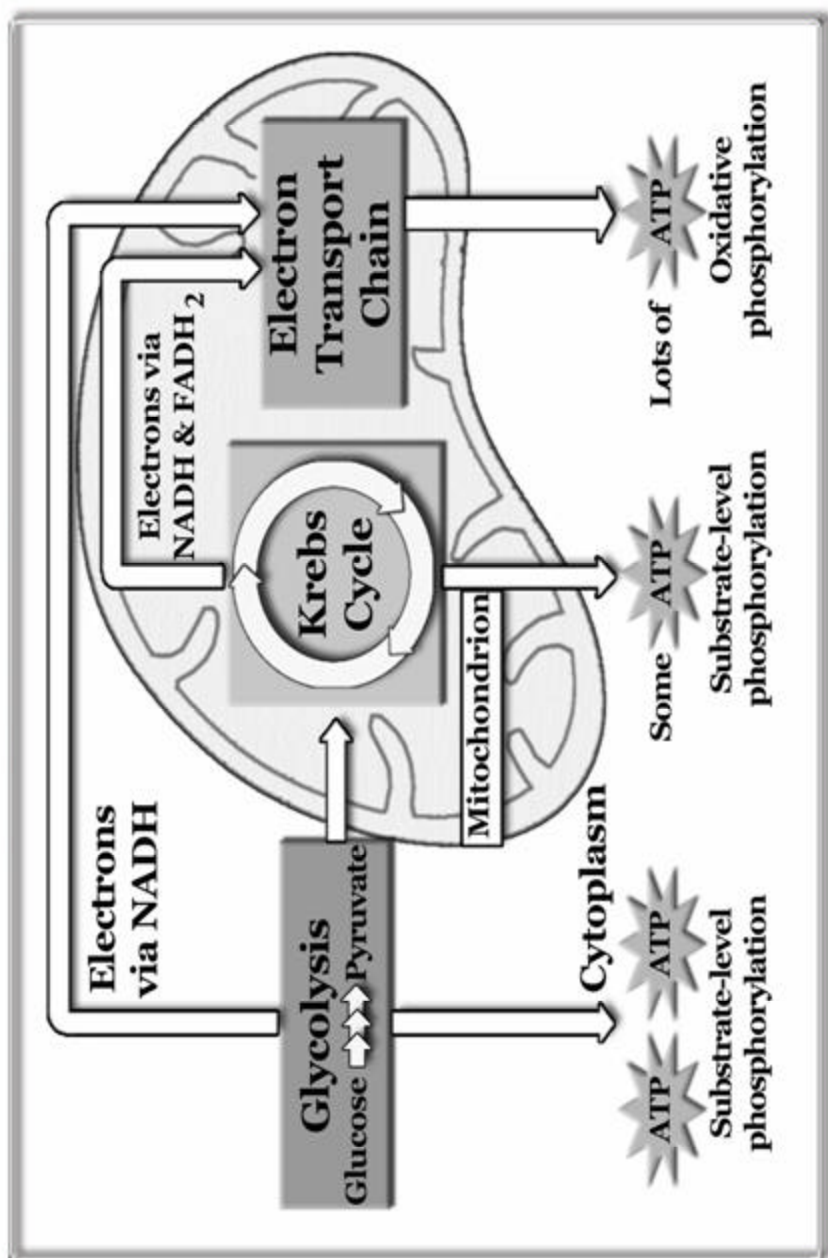 Electrons
via NADH
Electrons via
NADH & FADH₂
Glycolysis
Glucose Pyruvate
Krebs
Cycle
Electron
Transport
Chain
Mitochondrion
Cytoplasm
ATP ATP
Substrate-level
phosphorylation
Some ATP
Substrate-level
phosphorylation
Lots of ATP
Oxidative
phosphorylation